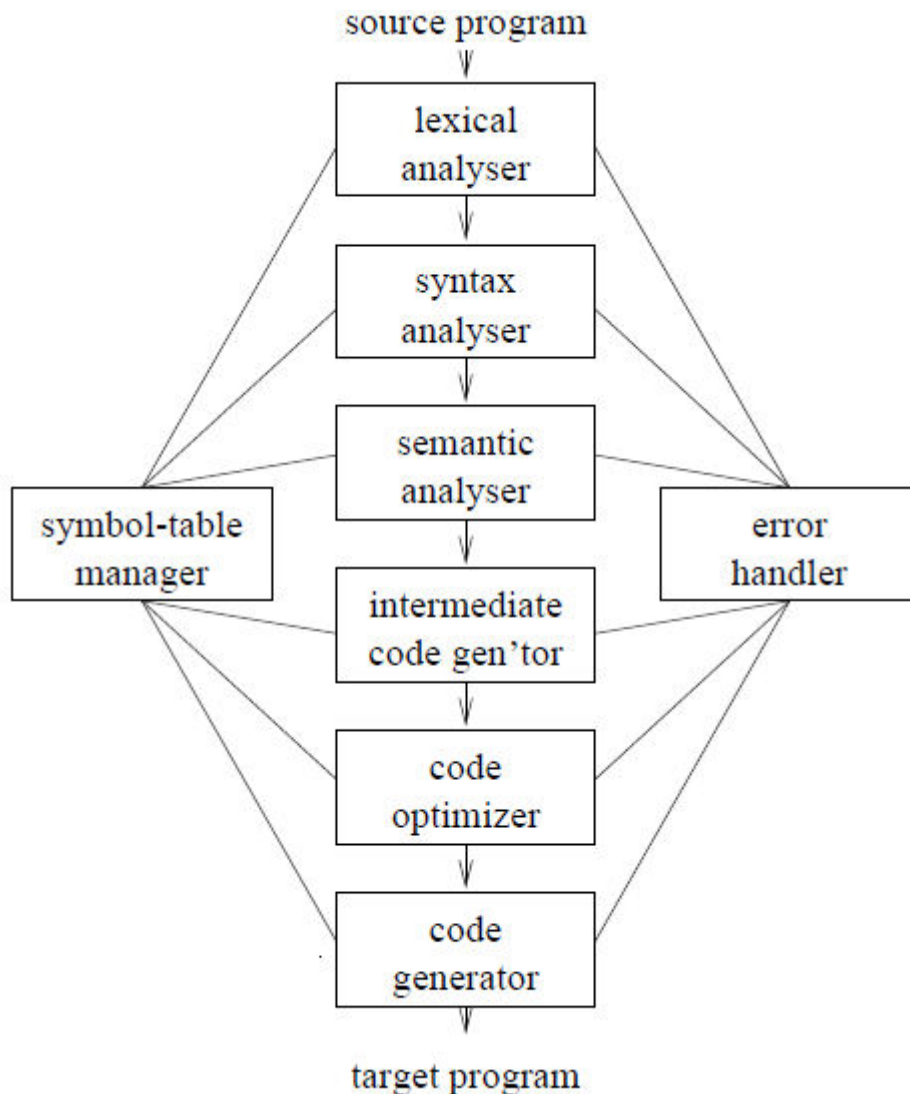 source program
lexical
analyser
syntax
analyser
semantic
analyser
symbol-table
manager
error
handler
intermediate
code gen’tor
code
optimizer
code
generator
target program